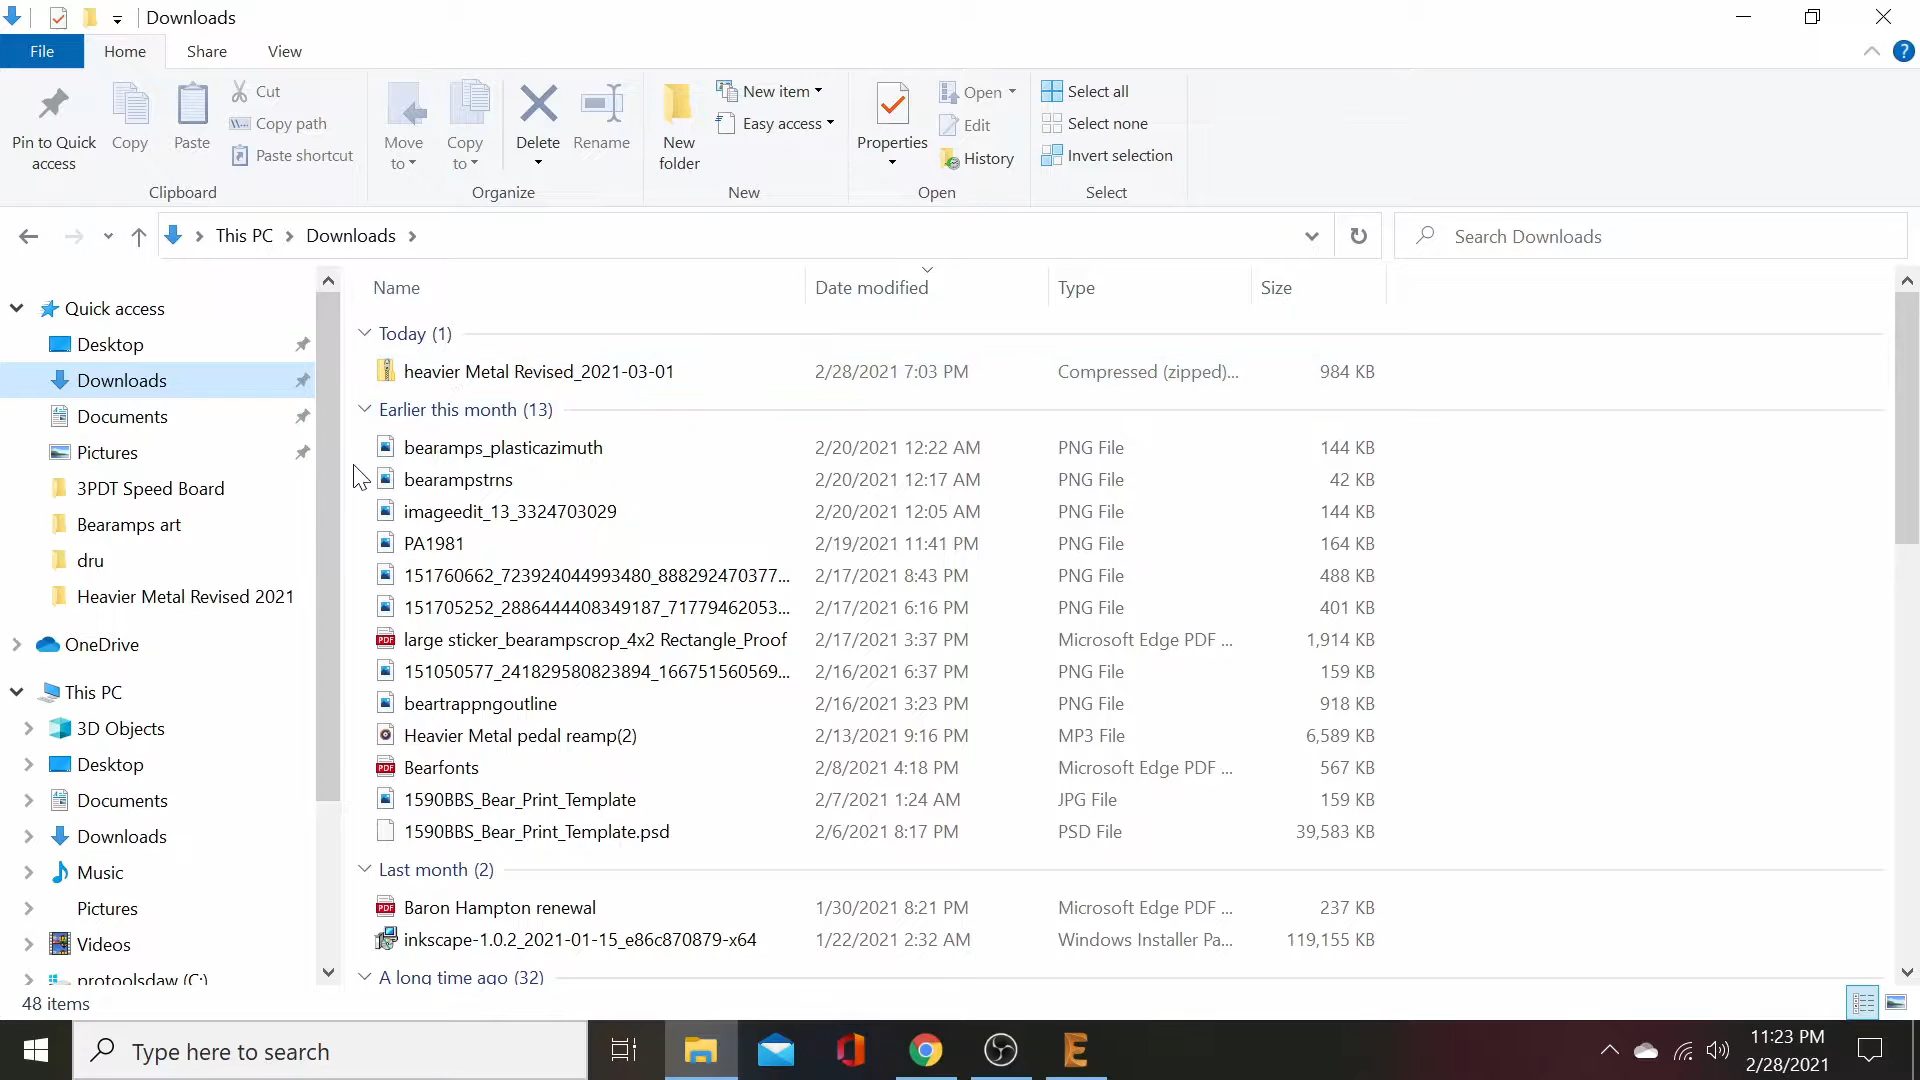 Downloads
File Home Share View
Pin to Quick access
Copy
Paste
Cut
Copy path
Paste shortcut
Clipboard
Move to
Copy to
Delete
Rename
Organize
New folder
New item
Easy access
New
Properties
Open
Edit
History
Open
Select all
Select none
Invert selection
Select
This PC Downloads
Search Downloads
Quick access
Desktop
Downloads
Documents
Pictures
3PDT Speed Board
Bearamps art
dru
Heavier Metal Revised 2021
OneDrive
This PC
3D Objects
Desktop
Documents
Downloads
Music
Pictures
Videos
protoolsdaw (C:)
Name Date modified Type Size
Today (1)
heavier Metal Revised_2021-03-01 2/28/2021 7:03 PM Compressed (zipped)... 984 KB
Earlier this month (13)
bearamps_plasticazimuth 2/20/2021 12:22 AM PNG File 144 KB
bearampstrns 2/20/2021 12:17 AM PNG File 42 KB
imageedit_13_3324703029 2/20/2021 12:05 AM PNG File 144 KB
PA1981 2/19/2021 11:41 PM PNG File 164 KB
151760662_723924044993480_888292470377... 2/17/2021 8:43 PM PNG File 488 KB
151705252_2886444408349187_71779462053... 2/17/2021 6:16 PM PNG File 401 KB
large sticker_bearampscrop_4x2 Rectangle_Proof 2/17/2021 3:37 PM Microsoft Edge PDF ... 1,914 KB
151050577_241829580823894_166751560569... 2/16/2021 6:37 PM PNG File 159 KB
beartrappngoutline 2/16/2021 3:23 PM PNG File 918 KB
Heavier Metal pedal reamp(2) 2/13/2021 9:16 PM MP3 File 6,589 KB
Bearfonts 2/8/2021 4:18 PM Microsoft Edge PDF ... 567 KB
1590BBS_Bear_Print_Template 2/7/2021 1:24 AM JPG File 159 KB
1590BBS_Bear_Print_Template.psd 2/6/2021 8:17 PM PSD File 39,583 KB
Last month (2)
Baron Hampton renewal 1/30/2021 8:21 PM Microsoft Edge PDF ... 237 KB
inkscape-1.0.2_2021-01-15_e86c870879-x64 1/22/2021 2:32 AM Windows Installer Pa... 119,155 KB
A long time ago (32)
48 items
Type here to search
11:23 PM
2/28/2021